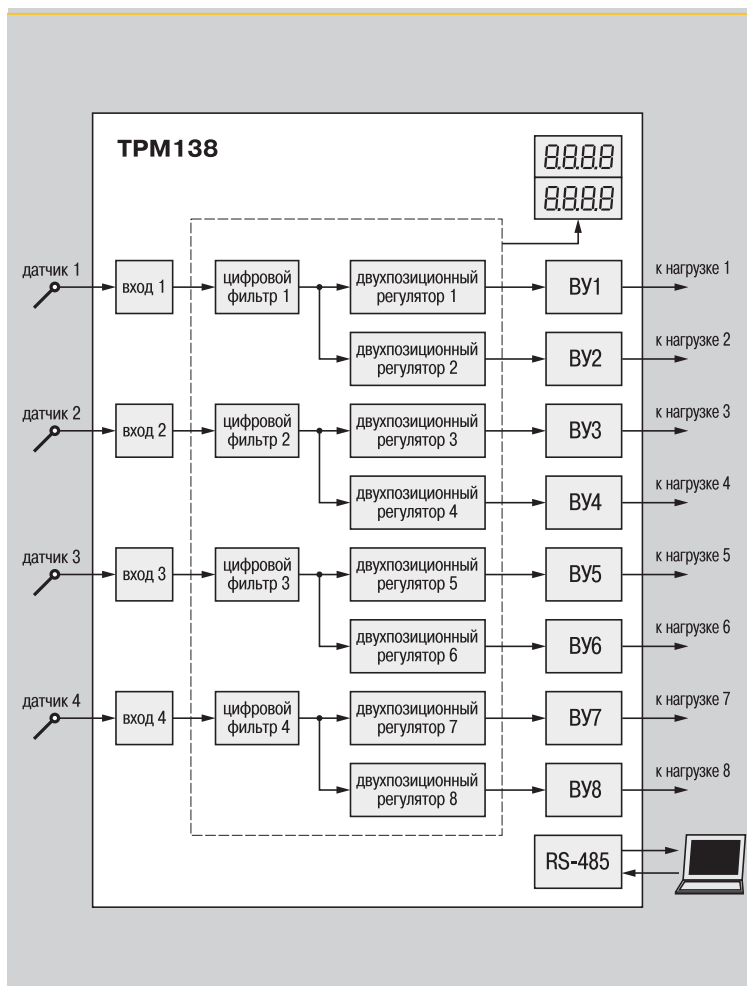 ТРМ138
8.8.8.8
8.8.8.8
датчик 1
вход 1
цифровой
фильтр 1
двухпозиционный
регулятор 1
ВУ1
к нагрузке 1
двухпозиционный
регулятор 2
ВУ2
к нагрузке 2
датчик 2
вход 2
цифровой
фильтр 2
двухпозиционный
регулятор 3
ВУ3
к нагрузке 3
двухпозиционный
регулятор 4
ВУ4
к нагрузке 4
датчик 3
вход 3
цифровой
фильтр 3
двухпозиционный
регулятор 5
ВУ5
к нагрузке 5
двухпозиционный
регулятор 6
ВУ6
к нагрузке 6
датчик 4
вход 4
цифровой
фильтр 4
двухпозиционный
регулятор 7
ВУ7
к нагрузке 7
двухпозиционный
регулятор 8
ВУ8
к нагрузке 8
RS-485